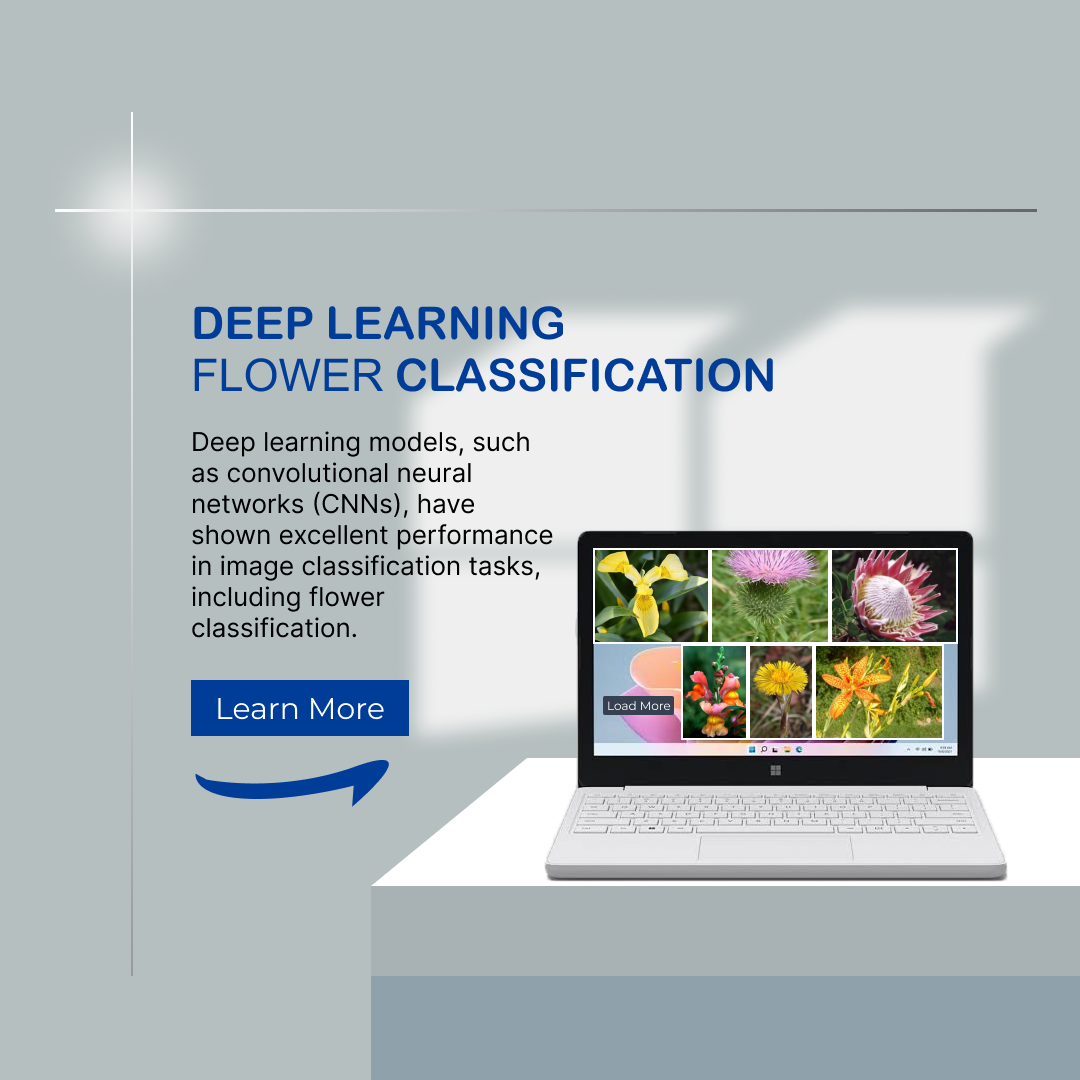 DEEP LEARNING
FLOWER CLASSIFICATION
Deep learning models, such
as convolutional neural
networks (CNNs), have
shown excellent performance
in image classification tasks,
including flower
classification.
Learn More
Load More